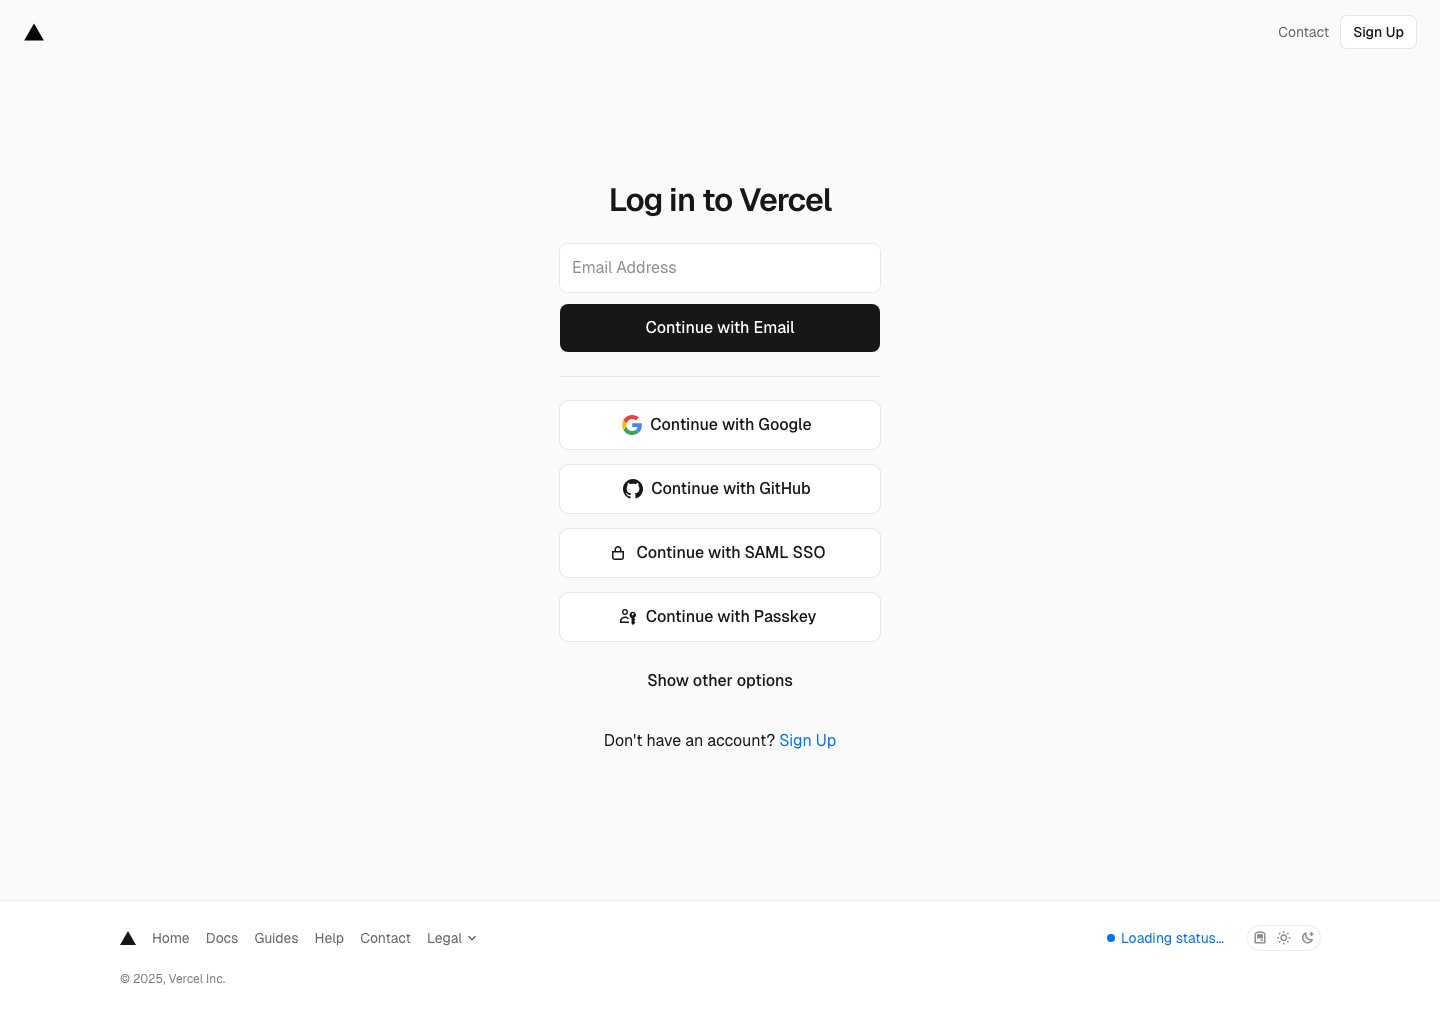 Contact
Sign Up
Log in to Vercel
Email Address
Continue with Email
Continue with Google
Continue with GitHub
Continue with SAML SSO
Continue with Passkey
Show other options
Don't have an account? Sign Up
Home Docs Guides Help Contact Legal
Loading status…
© 2025, Vercel Inc.